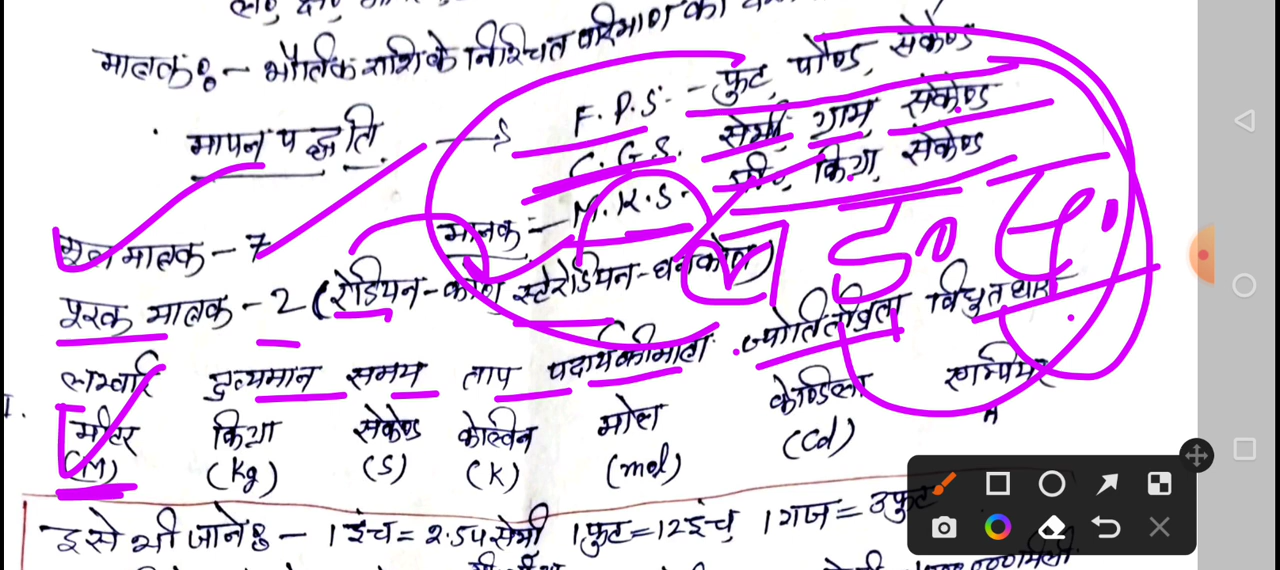 मात्रकः- भौतिक राशि के निश्चित परिमाण को
मापन पद्धति. → F.P.S.- फुट, पौण्ड, सेकेण्ड
C.G.S. सेमी, ग्राम, सेकेण्ड
मानक:- M.K.S.- मी०, किग्रा, सेकेण्ड
मूल मात्रक - 7
पूरक मात्रक - 2 (रेडियन-कोण स्टेरेडियन-घनकोण)
लम्बाई द्रव्यमान समय ताप पदार्थ की मात्रा ज्योति तीव्रता विधुत धारा
मीटर किग्रा सेकेण्ड केल्विन मोल केण्डिला एम्पियर
(M) (Kg) (S) (K) (mol) (Cd) A
इसे भी जाने:- 1 इंच = 2.54 सेमी 1 फुट = 12 इंच, 1 गज = 3 फुट